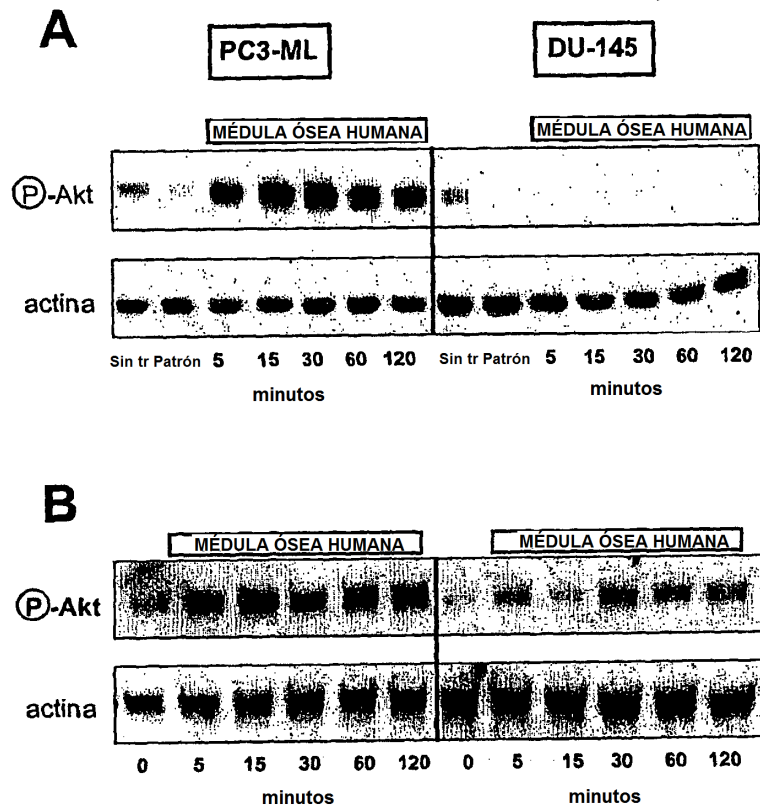 A
PC3-ML DU-145
MÉDULA ÓSEA HUMANA MÉDULA ÓSEA HUMANA
P-Akt
actina
Sin tr Patrón 5 15 30 60 120 Sin tr Patrón 5 15 30 60 120
minutos minutos
B
MÉDULA ÓSEA HUMANA MÉDULA ÓSEA HUMANA
P-Akt
actina
0 5 15 30 60 120 0 5 15 30 60 120
minutos minutos